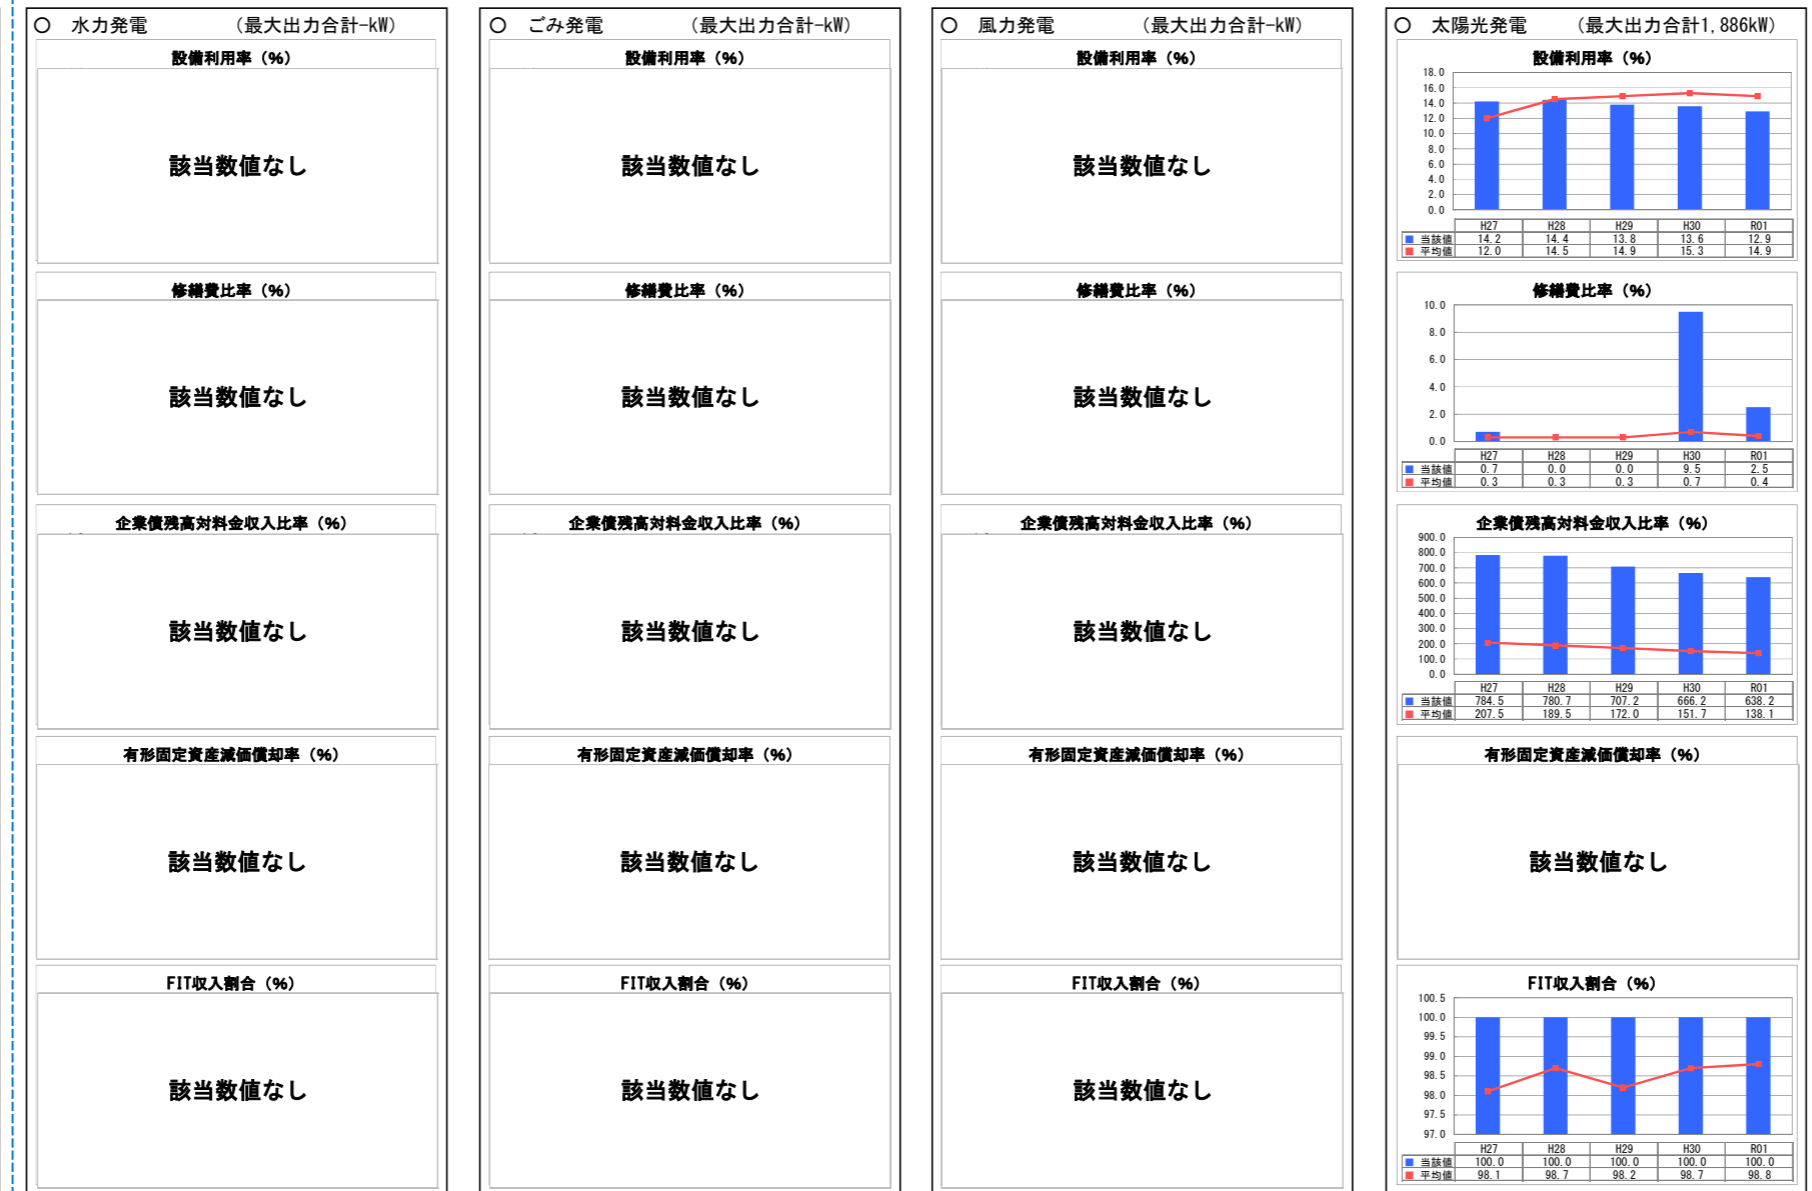 ○ 水力発電 （最大出力合計-kW）
設備利用率（%）
該当数値なし
修繕費比率（%）
該当数値なし
企業債残高対料金収入比率（%）
該当数値なし
有形固定資産減価償却率（%）
該当数値なし
FIT収入割合（%）
該当数値なし
○ ごみ発電 （最大出力合計-kW）
設備利用率（%）
該当数値なし
修繕費比率（%）
該当数値なし
企業債残高対料金収入比率（%）
該当数値なし
有形固定資産減価償却率（%）
該当数値なし
FIT収入割合（%）
該当数値なし
○ 風力発電 （最大出力合計-kW）
設備利用率（%）
該当数値なし
修繕費比率（%）
該当数値なし
企業債残高対料金収入比率（%）
該当数値なし
有形固定資産減価償却率（%）
該当数値なし
FIT収入割合（%）
該当数値なし
○ 太陽光発電 （最大出力合計1,886kW）
設備利用率（%）
18.0
16.0
14.0
12.0
10.0
8.0
6.0
4.0
2.0
0.0
H27 H28 H29 H30 R01
当該値 14.2 14.4 13.8 13.6 12.9
平均値 12.0 14.5 14.9 15.3 14.9
修繕費比率（%）
10.0
8.0
6.0
4.0
2.0
0.0
H27 H28 H29 H30 R01
当該値 0.7 0.0 0.0 9.5 2.5
平均値 0.3 0.3 0.3 0.7 0.4
企業債残高対料金収入比率（%）
900.0
800.0
700.0
600.0
500.0
400.0
300.0
200.0
100.0
0.0
H27 H28 H29 H30 R01
当該値 784.5 780.7 707.2 666.2 638.2
平均値 207.5 189.5 172.0 151.7 138.1
有形固定資産減価償却率（%）
該当数値なし
FIT収入割合（%）
100.5
100.0
99.5
99.0
98.5
98.0
97.5
97.0
H27 H28 H29 H30 R01
当該値 100.0 100.0 100.0 100.0 100.0
平均値 98.1 98.7 98.2 98.7 98.8